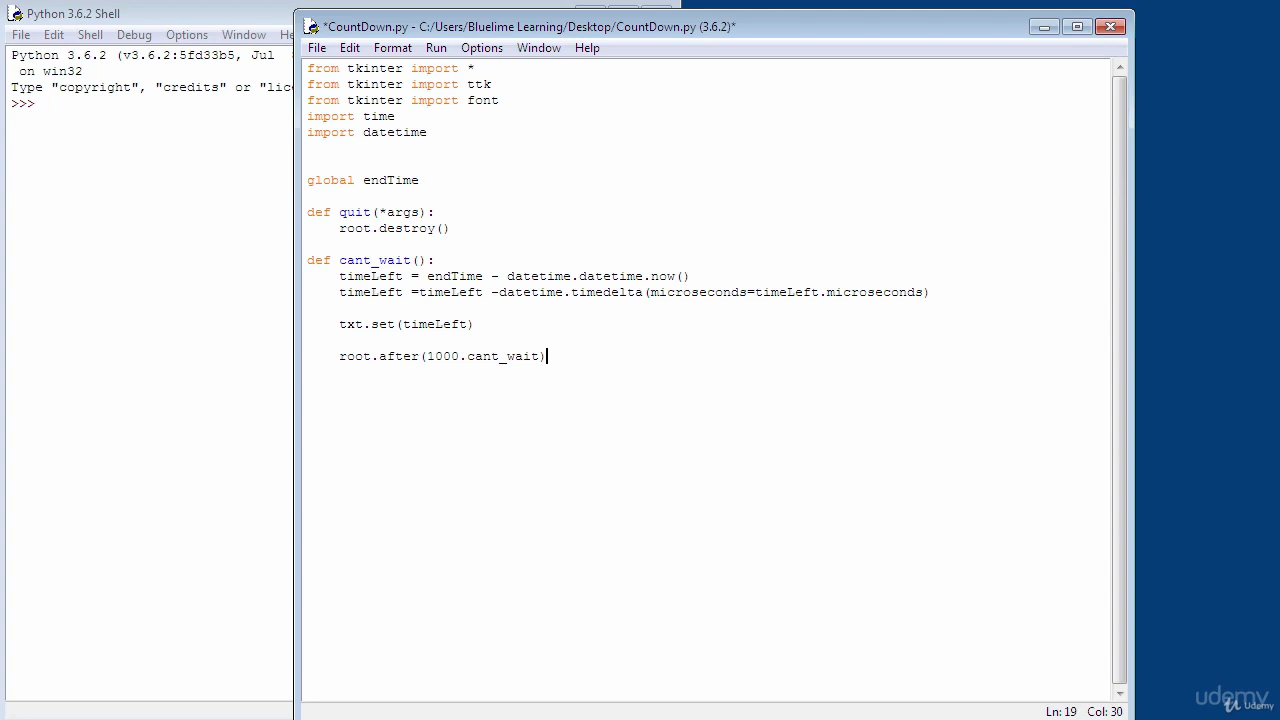 Python 3.6.2 Shell
File Edit Shell Debug Options Window He
Python 3.6.2 (v3.6.2:5fd33b5, Jul
on win32
Type "copyright", "credits" or "lic
>>>
*CountDown.py - C:/Users/Bluelime Learning/Desktop/CountDown.py (3.6.2)*
File Edit Format Run Options Window Help
from tkinter import *
from tkinter import ttk
from tkinter import font
import time
import datetime
global endTime
def quit(*args):
    root.destroy()
def cant_wait():
    timeLeft = endTime - datetime.datetime.now()
    timeLeft =timeLeft -datetime.timedelta(microseconds=timeLeft.microseconds)
    txt.set(timeLeft)
    root.after(1000.cant_wait)
Ln: 19 Col: 30
udemy
Udemy